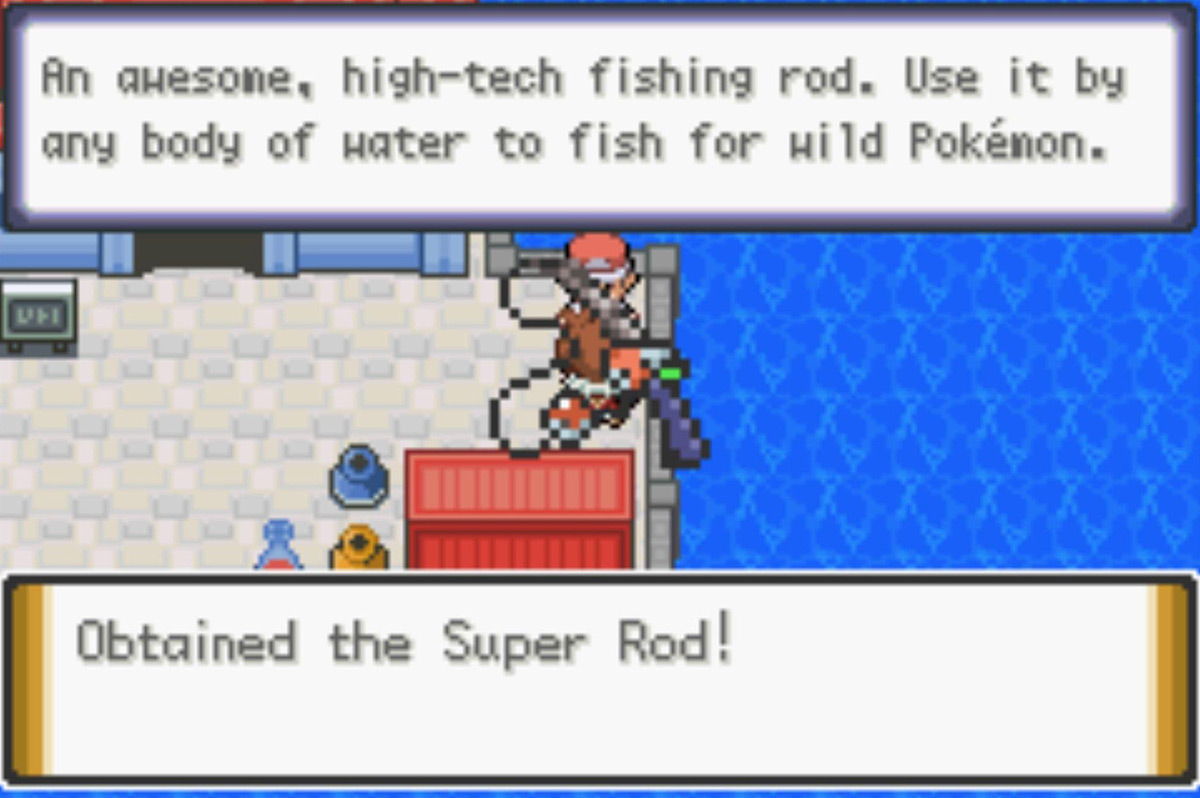 An awesome, high-tech fishing rod. Use it by
any body of water to fish for wild Pokémon.
Obtained the Super Rod!